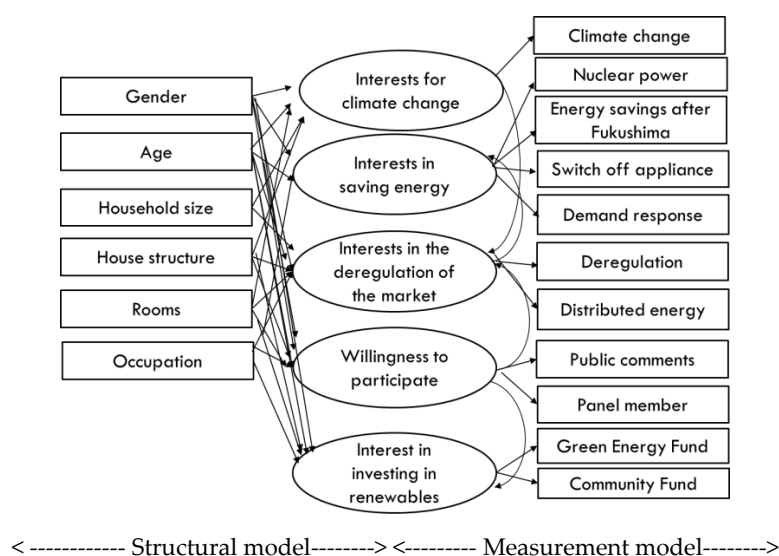 Gender
Age
Household size
House structure
Rooms
Occupation
Interests for
climate change
Interests in
saving energy
Interests in the
deregulation of
the market
Willingness to
participate
Interest in
investing in
renewables
Climate change
Nuclear power
Energy savings after
Fukushima
Switch off appliance
Demand response
Deregulation
Distributed energy
Public comments
Panel member
Green Energy Fund
Community Fund
< ------------ Structural model--------> <--------- Measurement model-------->